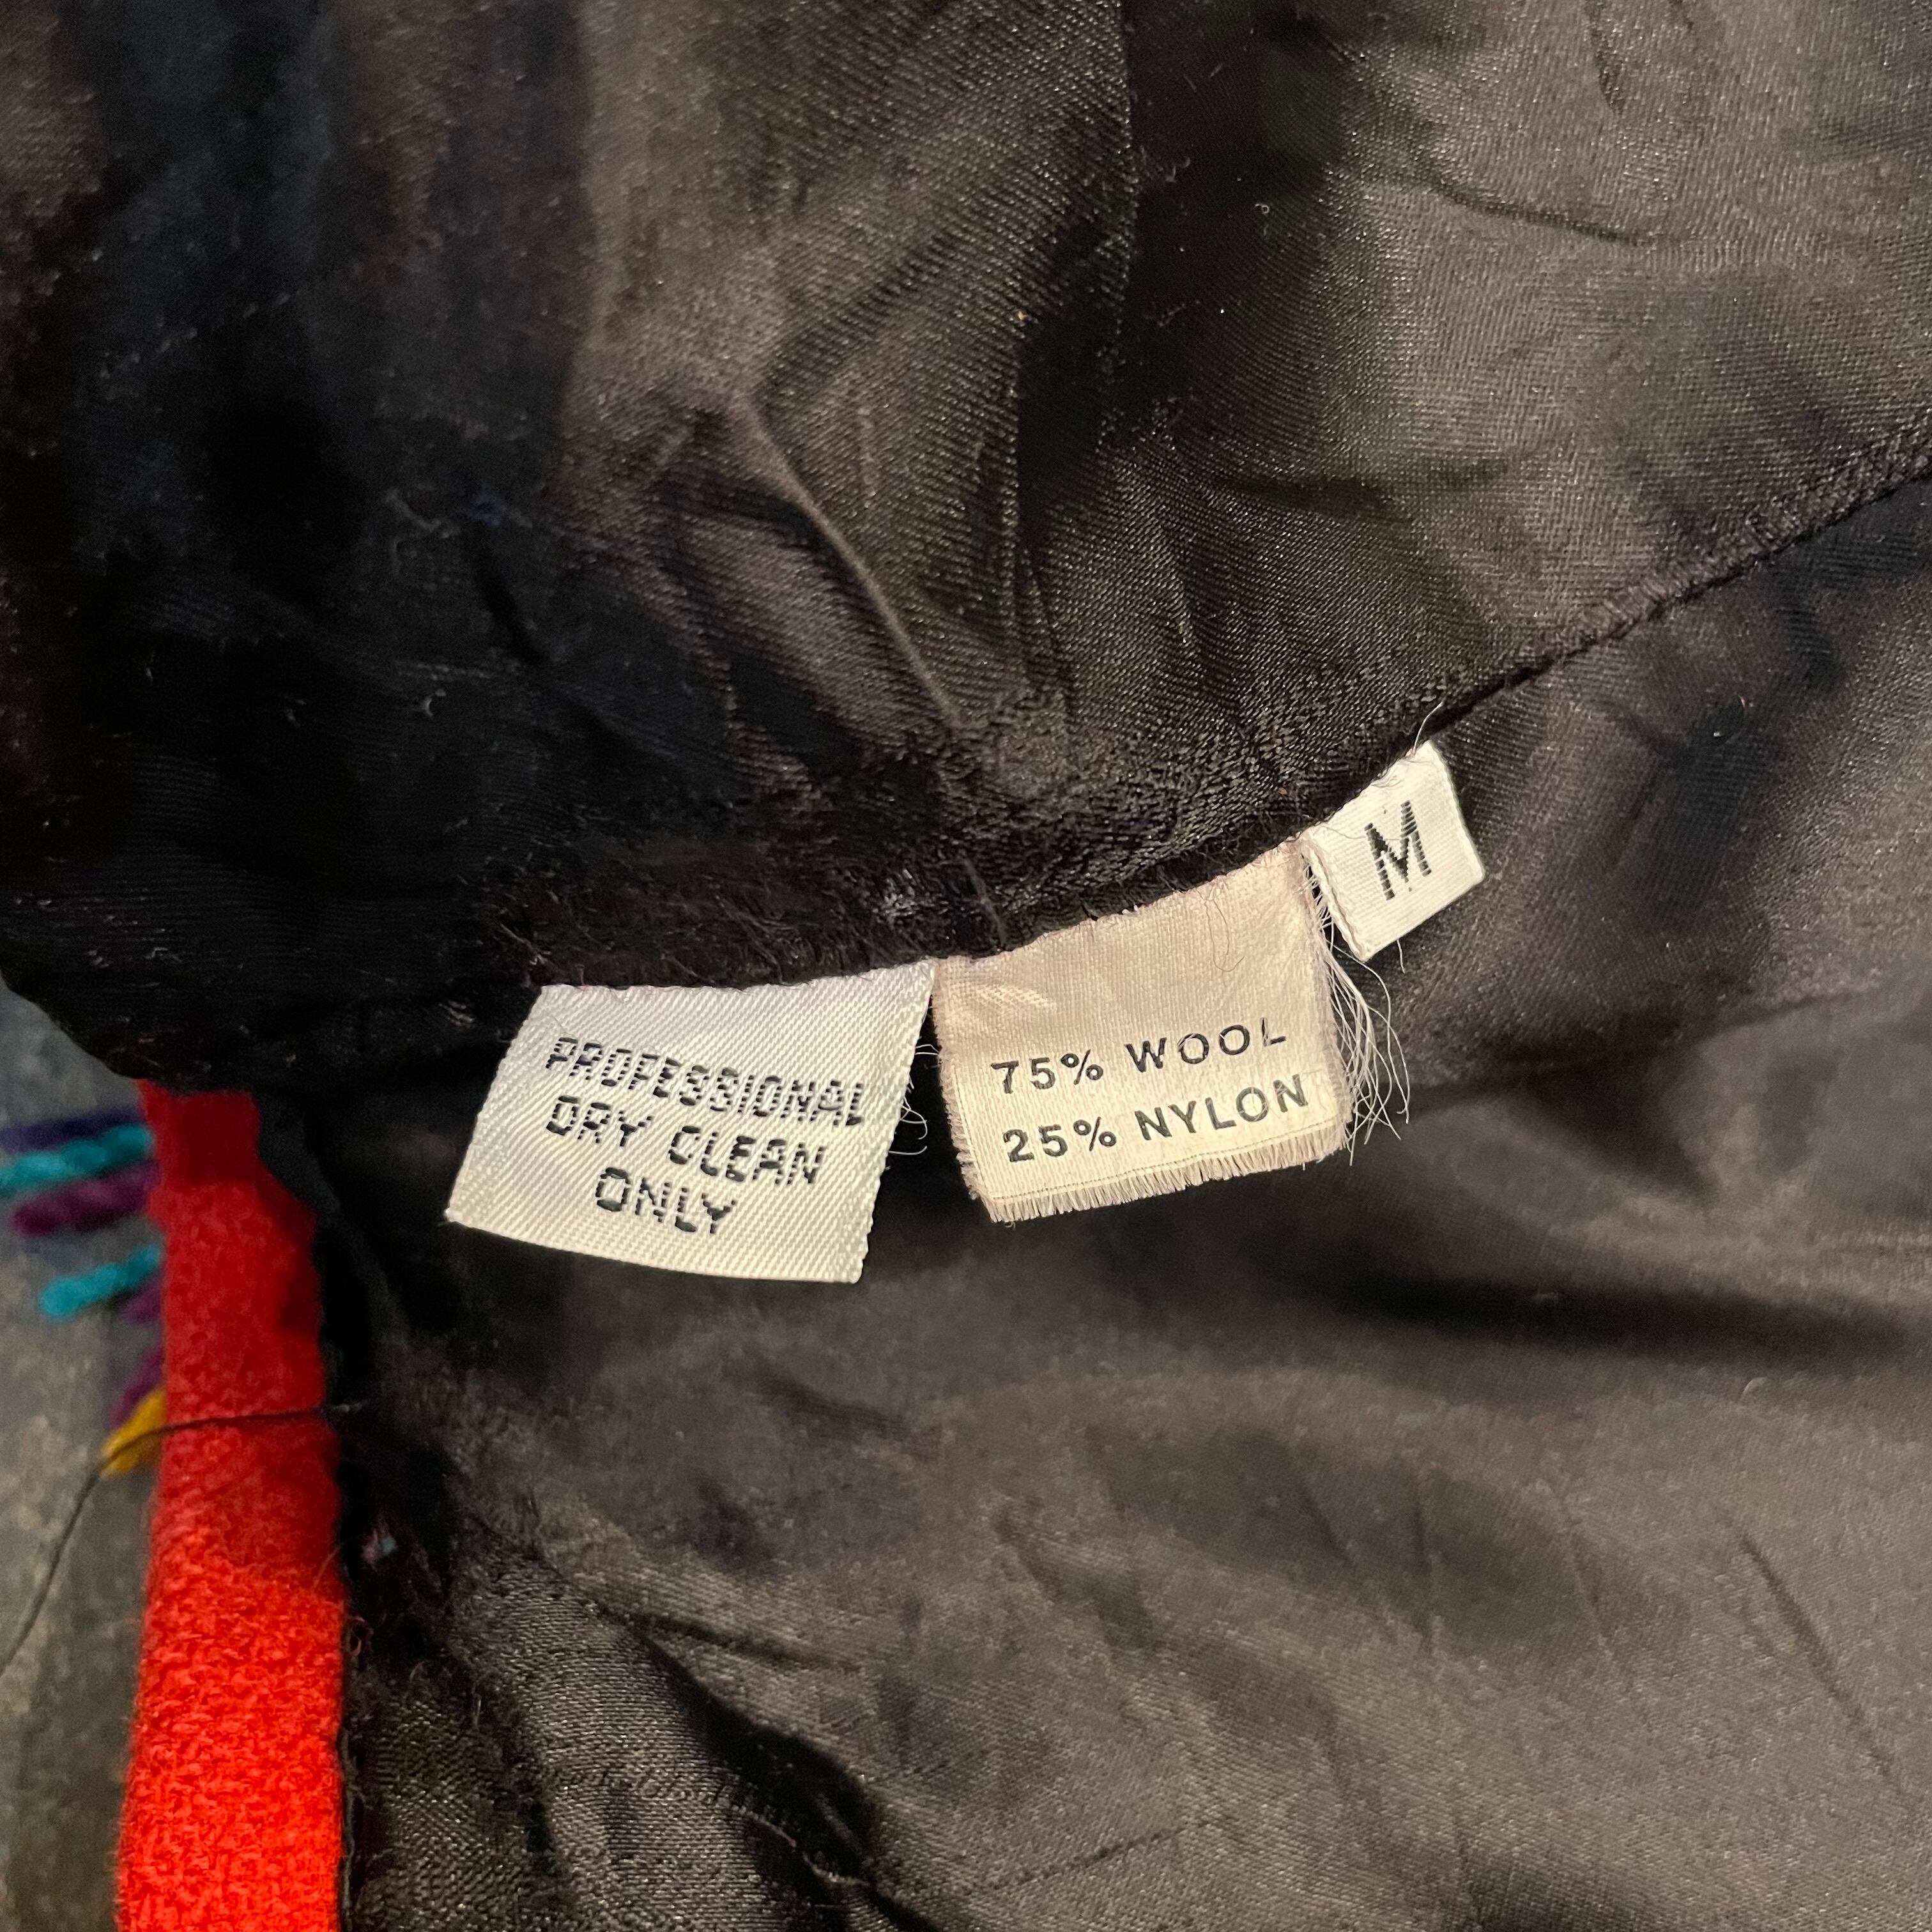 PROFESSIONAL
DRY CLEAN
ONLY
75% WOOL
25% NYLON
M